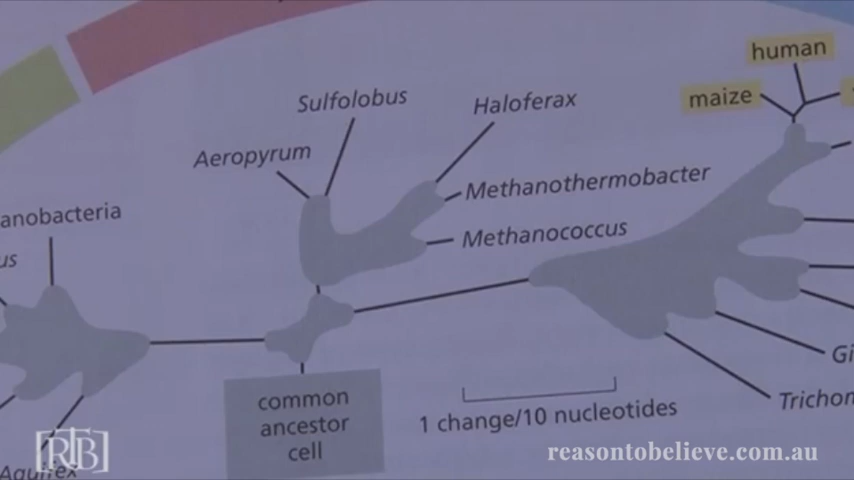 human
maize
Sulfolobus
Haloferax
Aeropyrum
Methanothermobacter
anobacteria
Methanococcus
us
common
ancestor
cell
1 change/10 nucleotides
Gi
Trichom
Aquifex
RTB
reasontobelieve.com.au